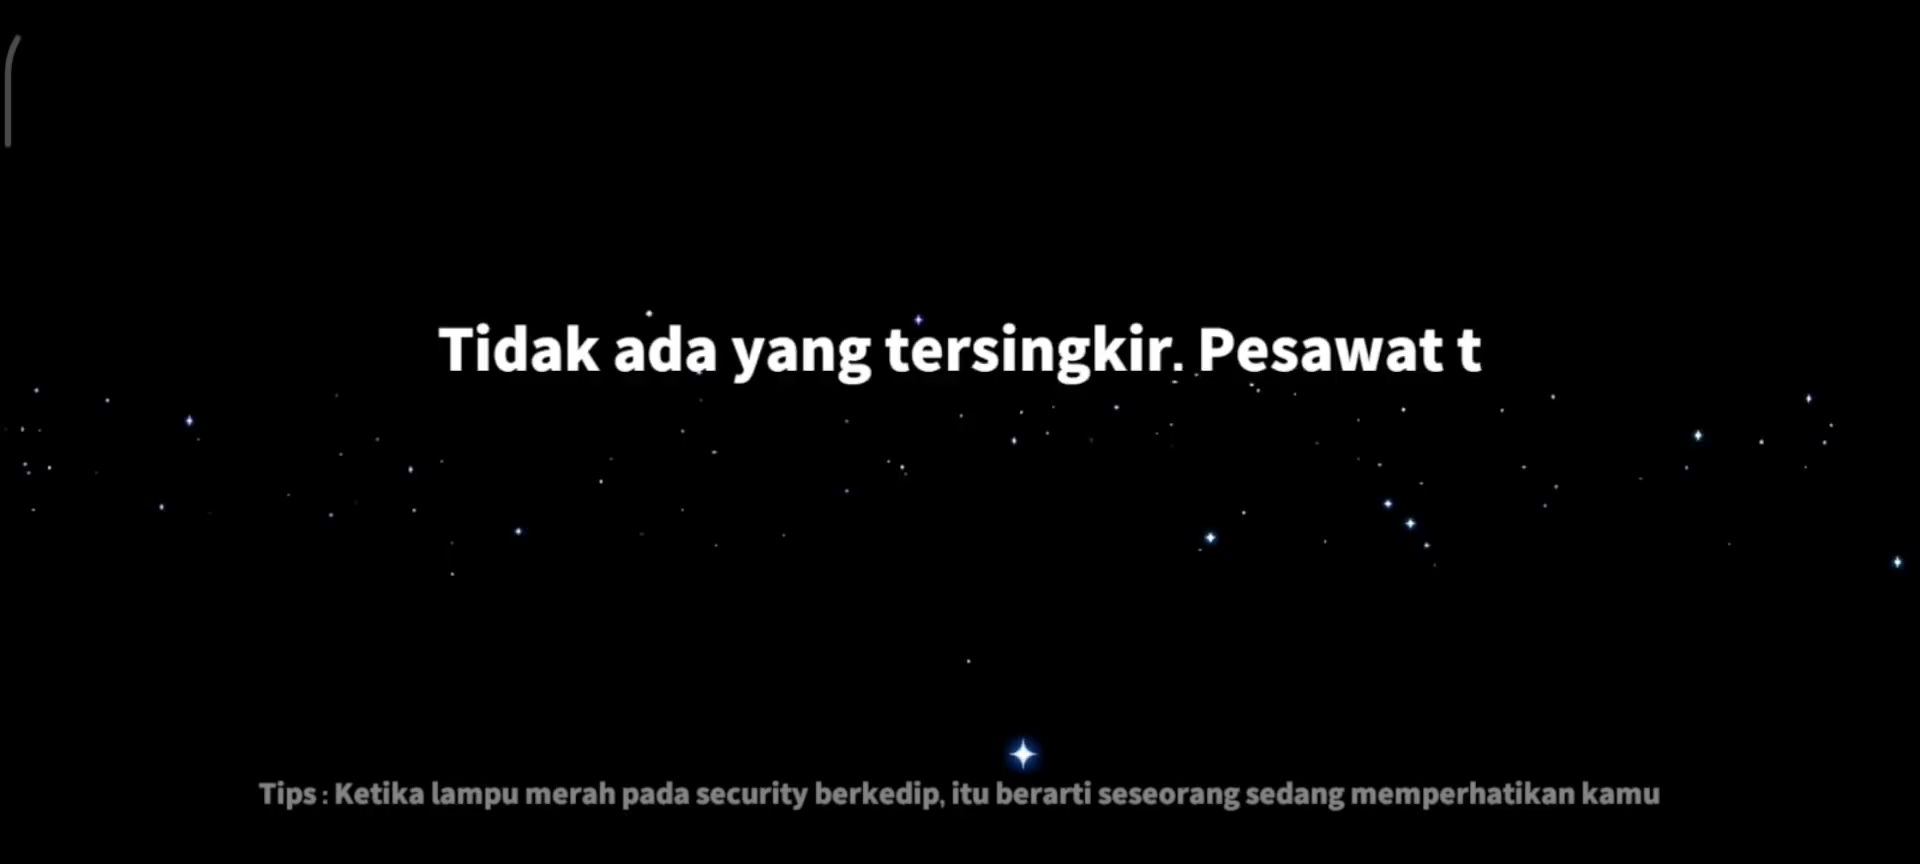 Tidak ada yang tersingkir. Pesawat t
Tips : Ketika lampu merah pada security berkedip, itu berarti seseorang sedang memperhatikan kamu